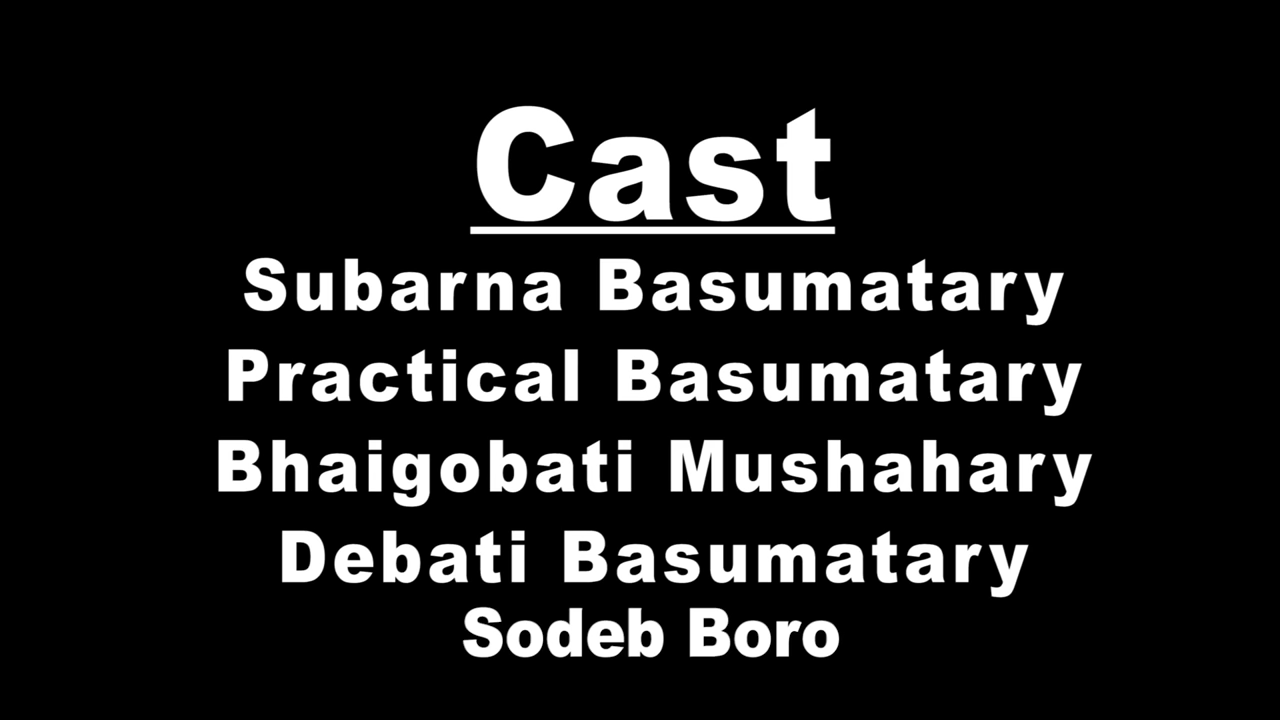 Cast
Subarna Basumatary
Practical Basumatary
Bhaigobati Mushahary
Debati Basumatary
Sodeb Boro